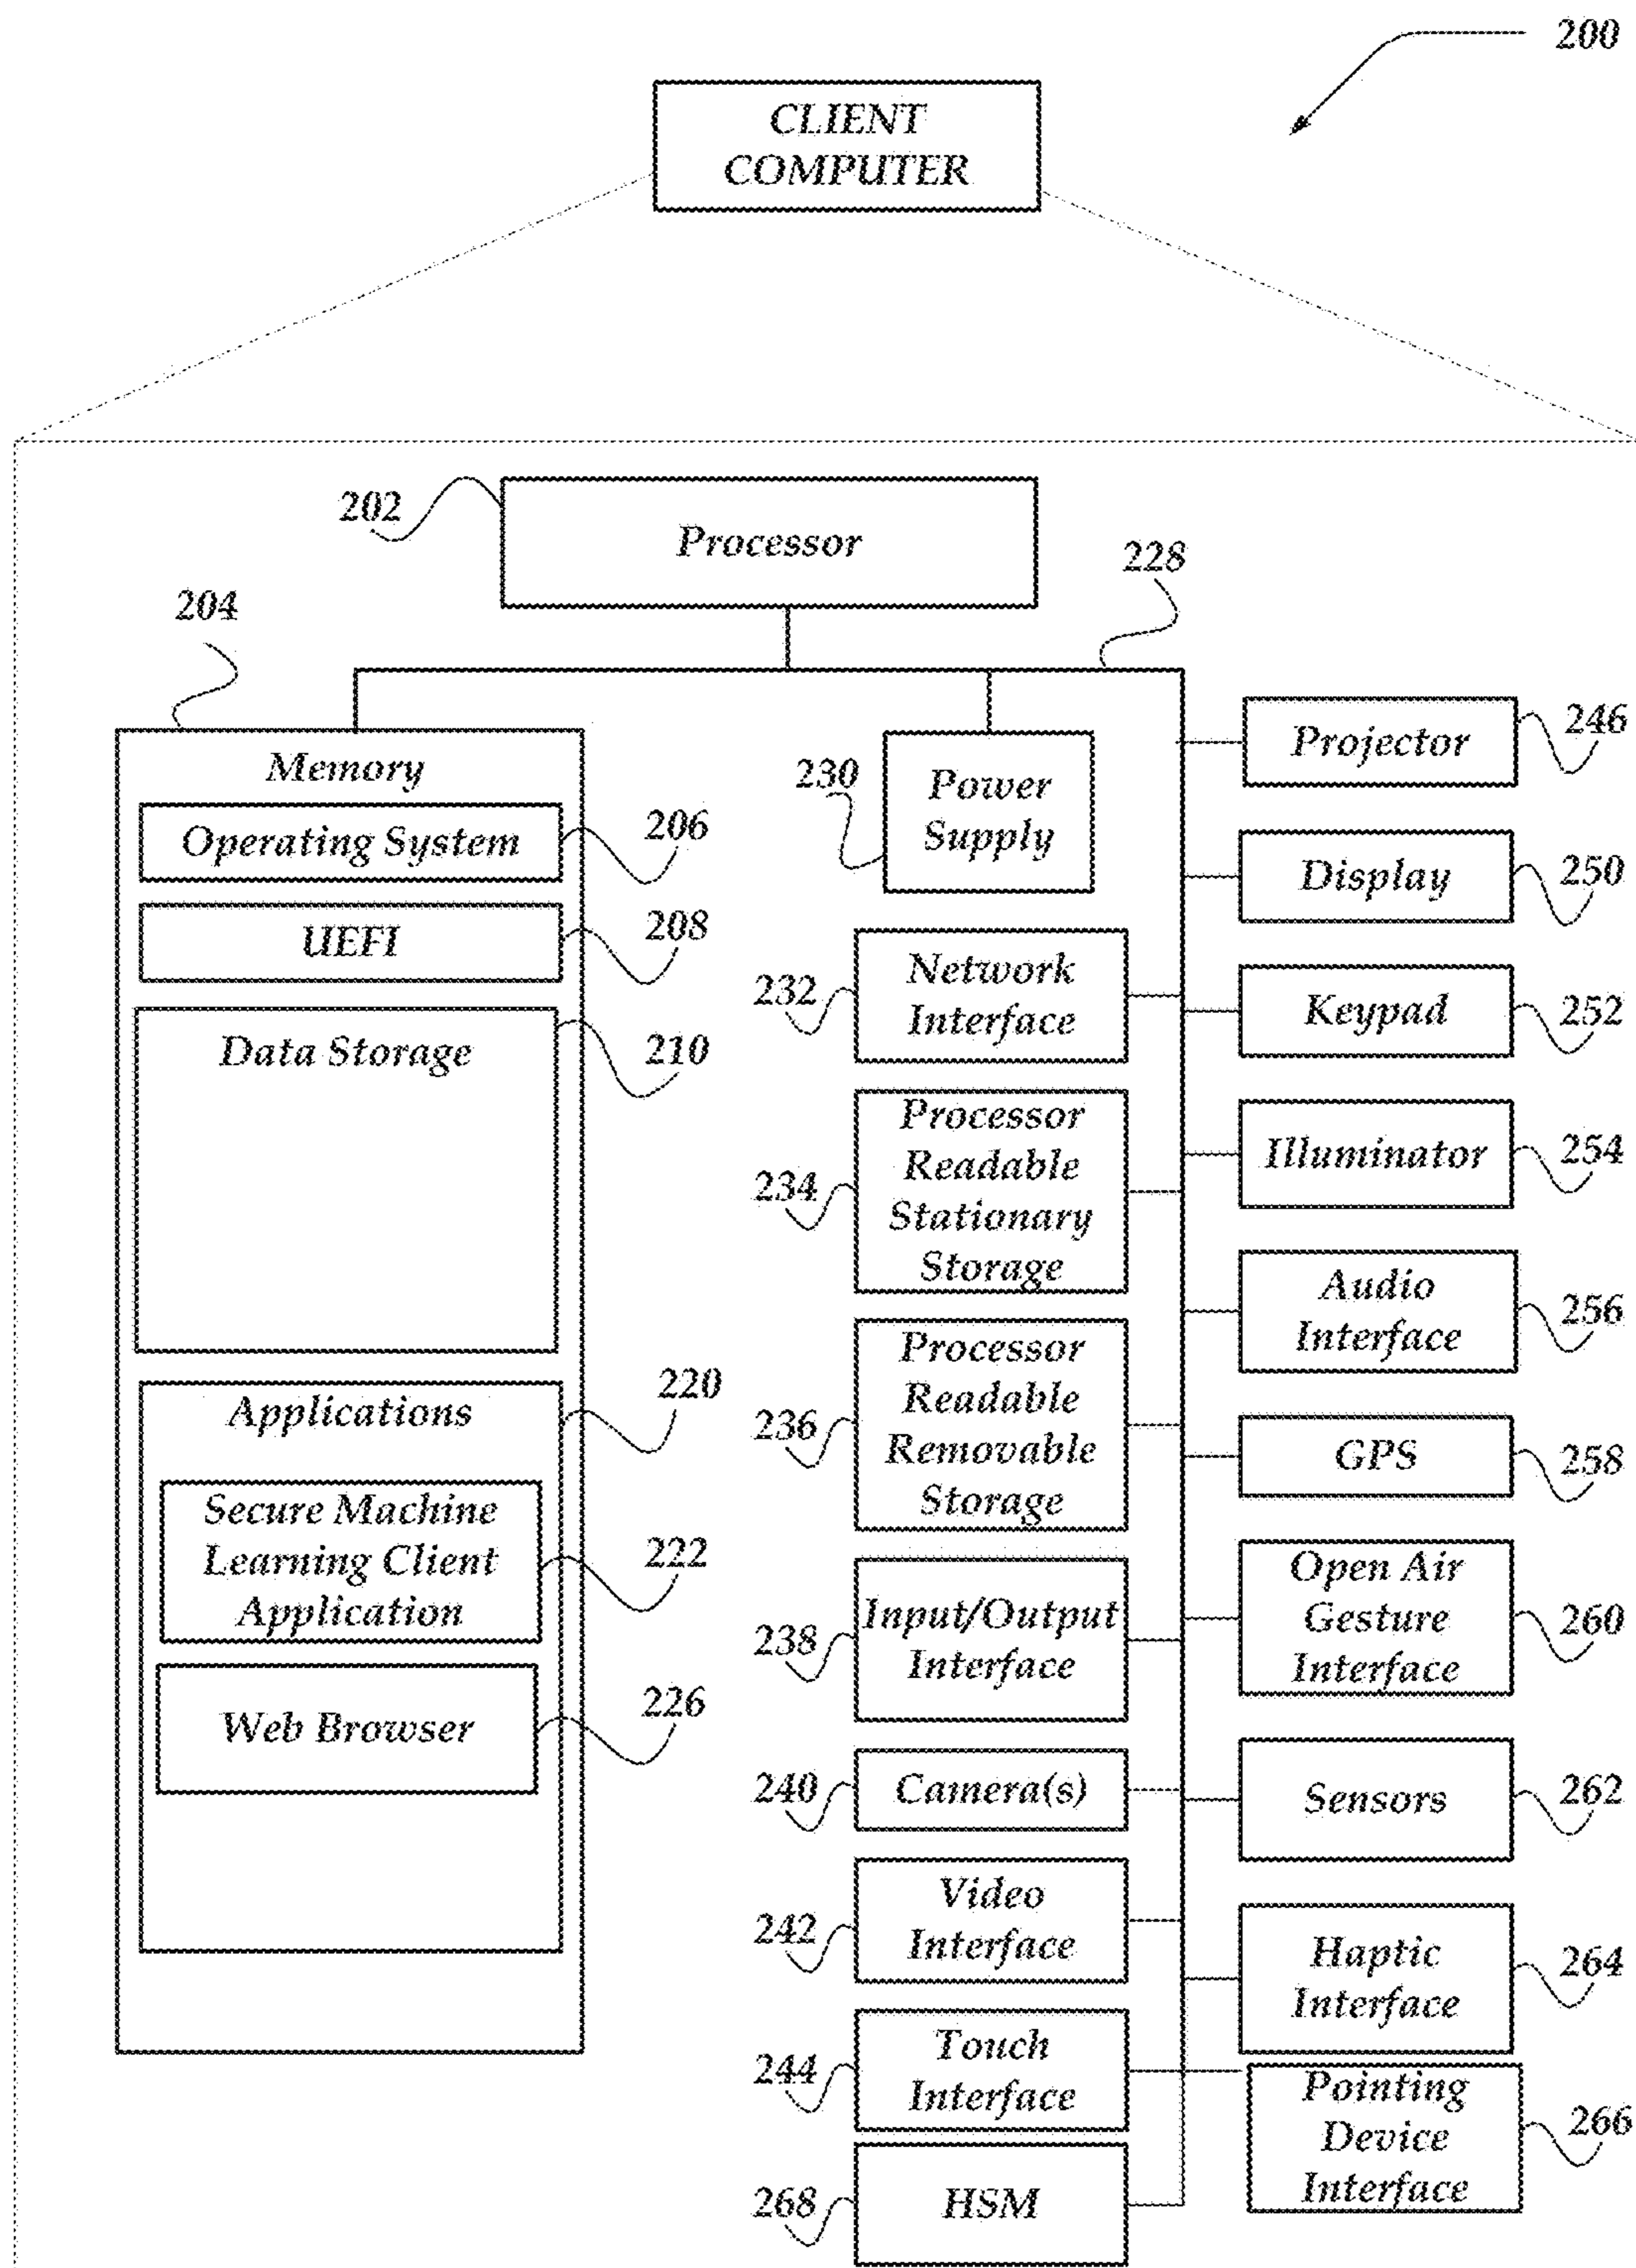 200
CLIENT
COMPUTER
202
Processor
228
204
Memory
Operating System
206
UEFI
208
Data Storage
210
Applications
220
Secure Machine
Learning Client
Application
222
Web Browser
226
230
Power
Supply
232
Network
Interface
234
Processor
Readable
Stationary
Storage
236
Processor
Readable
Removable
Storage
238
Input/Output
Interface
240
Camera(s)
242
Video
Interface
244
Touch
Interface
268
HSM
Projector
246
Display
250
Keypad
252
Illuminator
254
Audio
Interface
256
GPS
258
Open Air
Gesture
Interface
260
Sensors
262
Haptic
Interface
264
Pointing
Device
Interface
266